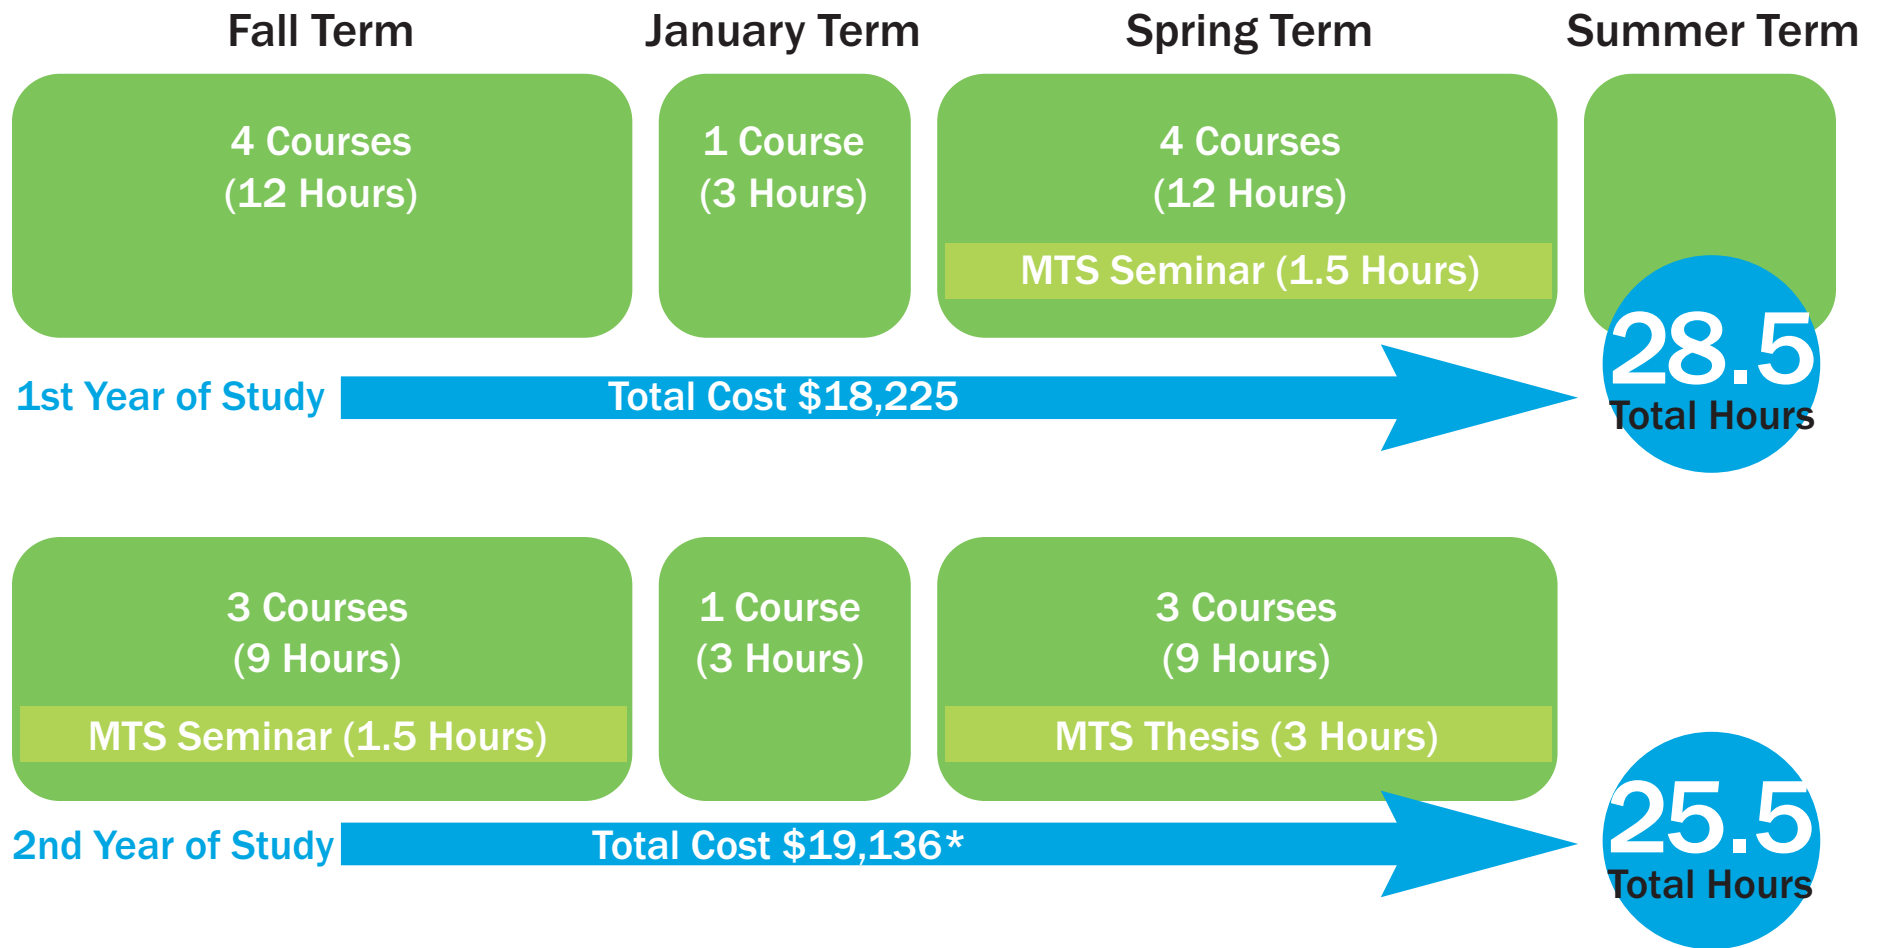 Fall Term
January Term
Spring Term
Summer Term
4 Courses
(12 Hours)
1 Course
(3 Hours)
4 Courses
(12 Hours)
MTS Seminar (1.5 Hours)
28.5
Total Hours
1st Year of Study
Total Cost $18,225
3 Courses
(9 Hours)
MTS Seminar (1.5 Hours)
1 Course
(3 Hours)
3 Courses
(9 Hours)
MTS Thesis (3 Hours)
25.5
Total Hours
2nd Year of Study
Total Cost $19,136*